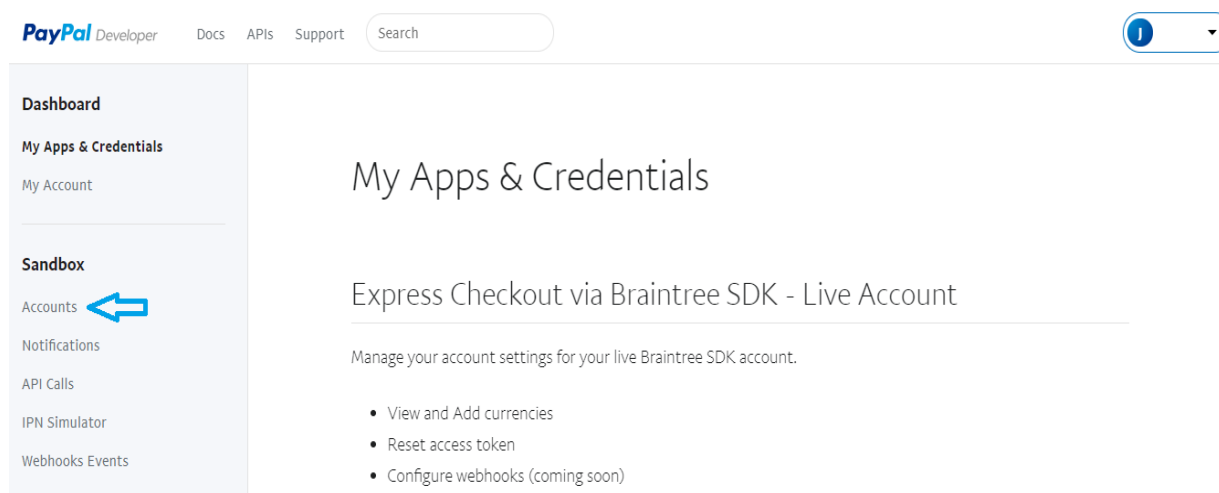 PayPal Developer Docs APIs Support Search J
Dashboard
My Apps & Credentials
My Account
Sandbox
Accounts
Notifications
API Calls
IPN Simulator
Webhooks Events
My Apps & Credentials
Express Checkout via Braintree SDK - Live Account
Manage your account settings for your live Braintree SDK account.
• View and Add currencies
• Reset access token
• Configure webhooks (coming soon)